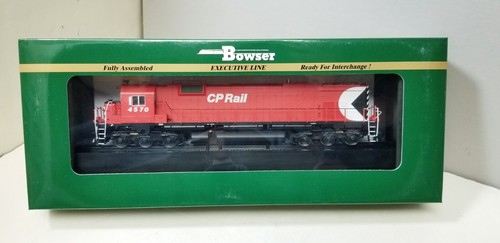 Bowser
Fully Assembled EXECUTIVE LINE Ready For Interchange !
CP Rail
4570